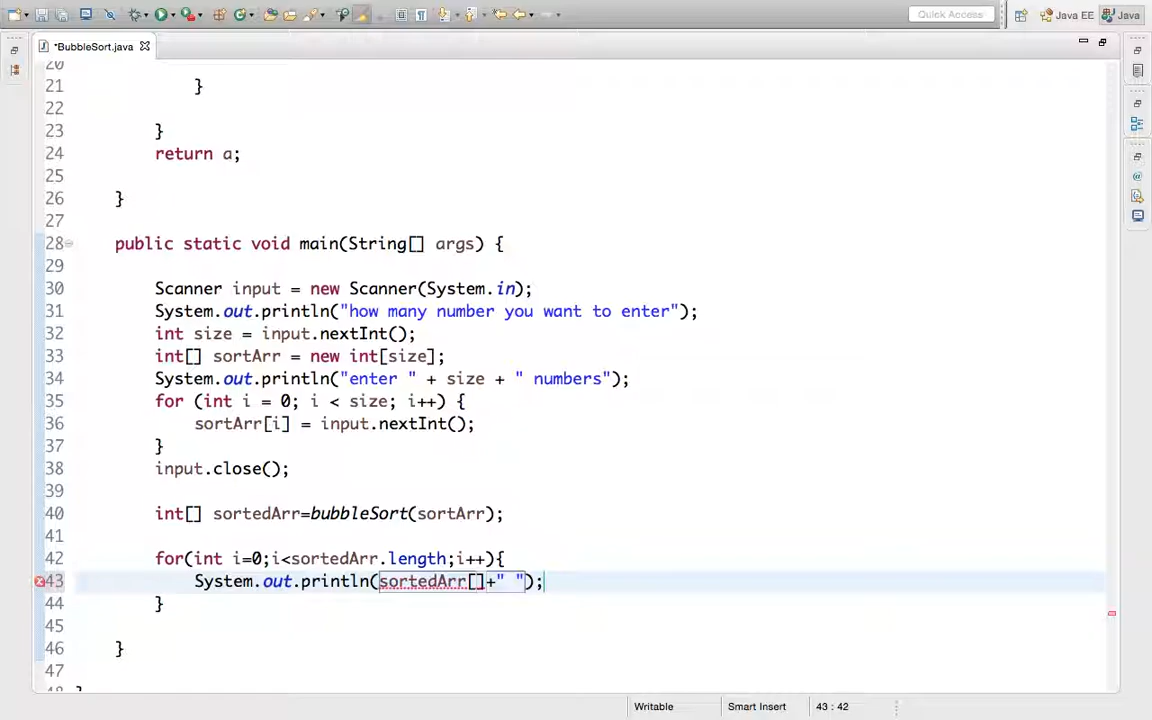 Quick Access
Java EE
Java
*BubbleSort.java
20
21 }
22
23 }
24 return a;
25
26 }
27
28 public static void main(String[] args) {
29
30 Scanner input = new Scanner(System.in);
31 System.out.println("how many number you want to enter");
32 int size = input.nextInt();
33 int[] sortArr = new int[size];
34 System.out.println("enter " + size + " numbers");
35 for (int i = 0; i < size; i++) {
36 sortArr[i] = input.nextInt();
37 }
38 input.close();
39
40 int[] sortedArr=bubbleSort(sortArr);
41
42 for(int i=0;i<sortedArr.length;i++){
43 System.out.println(sortedArr[]+" ");
44 }
45
46 }
47
48 }
Writable
Smart Insert
43 : 42